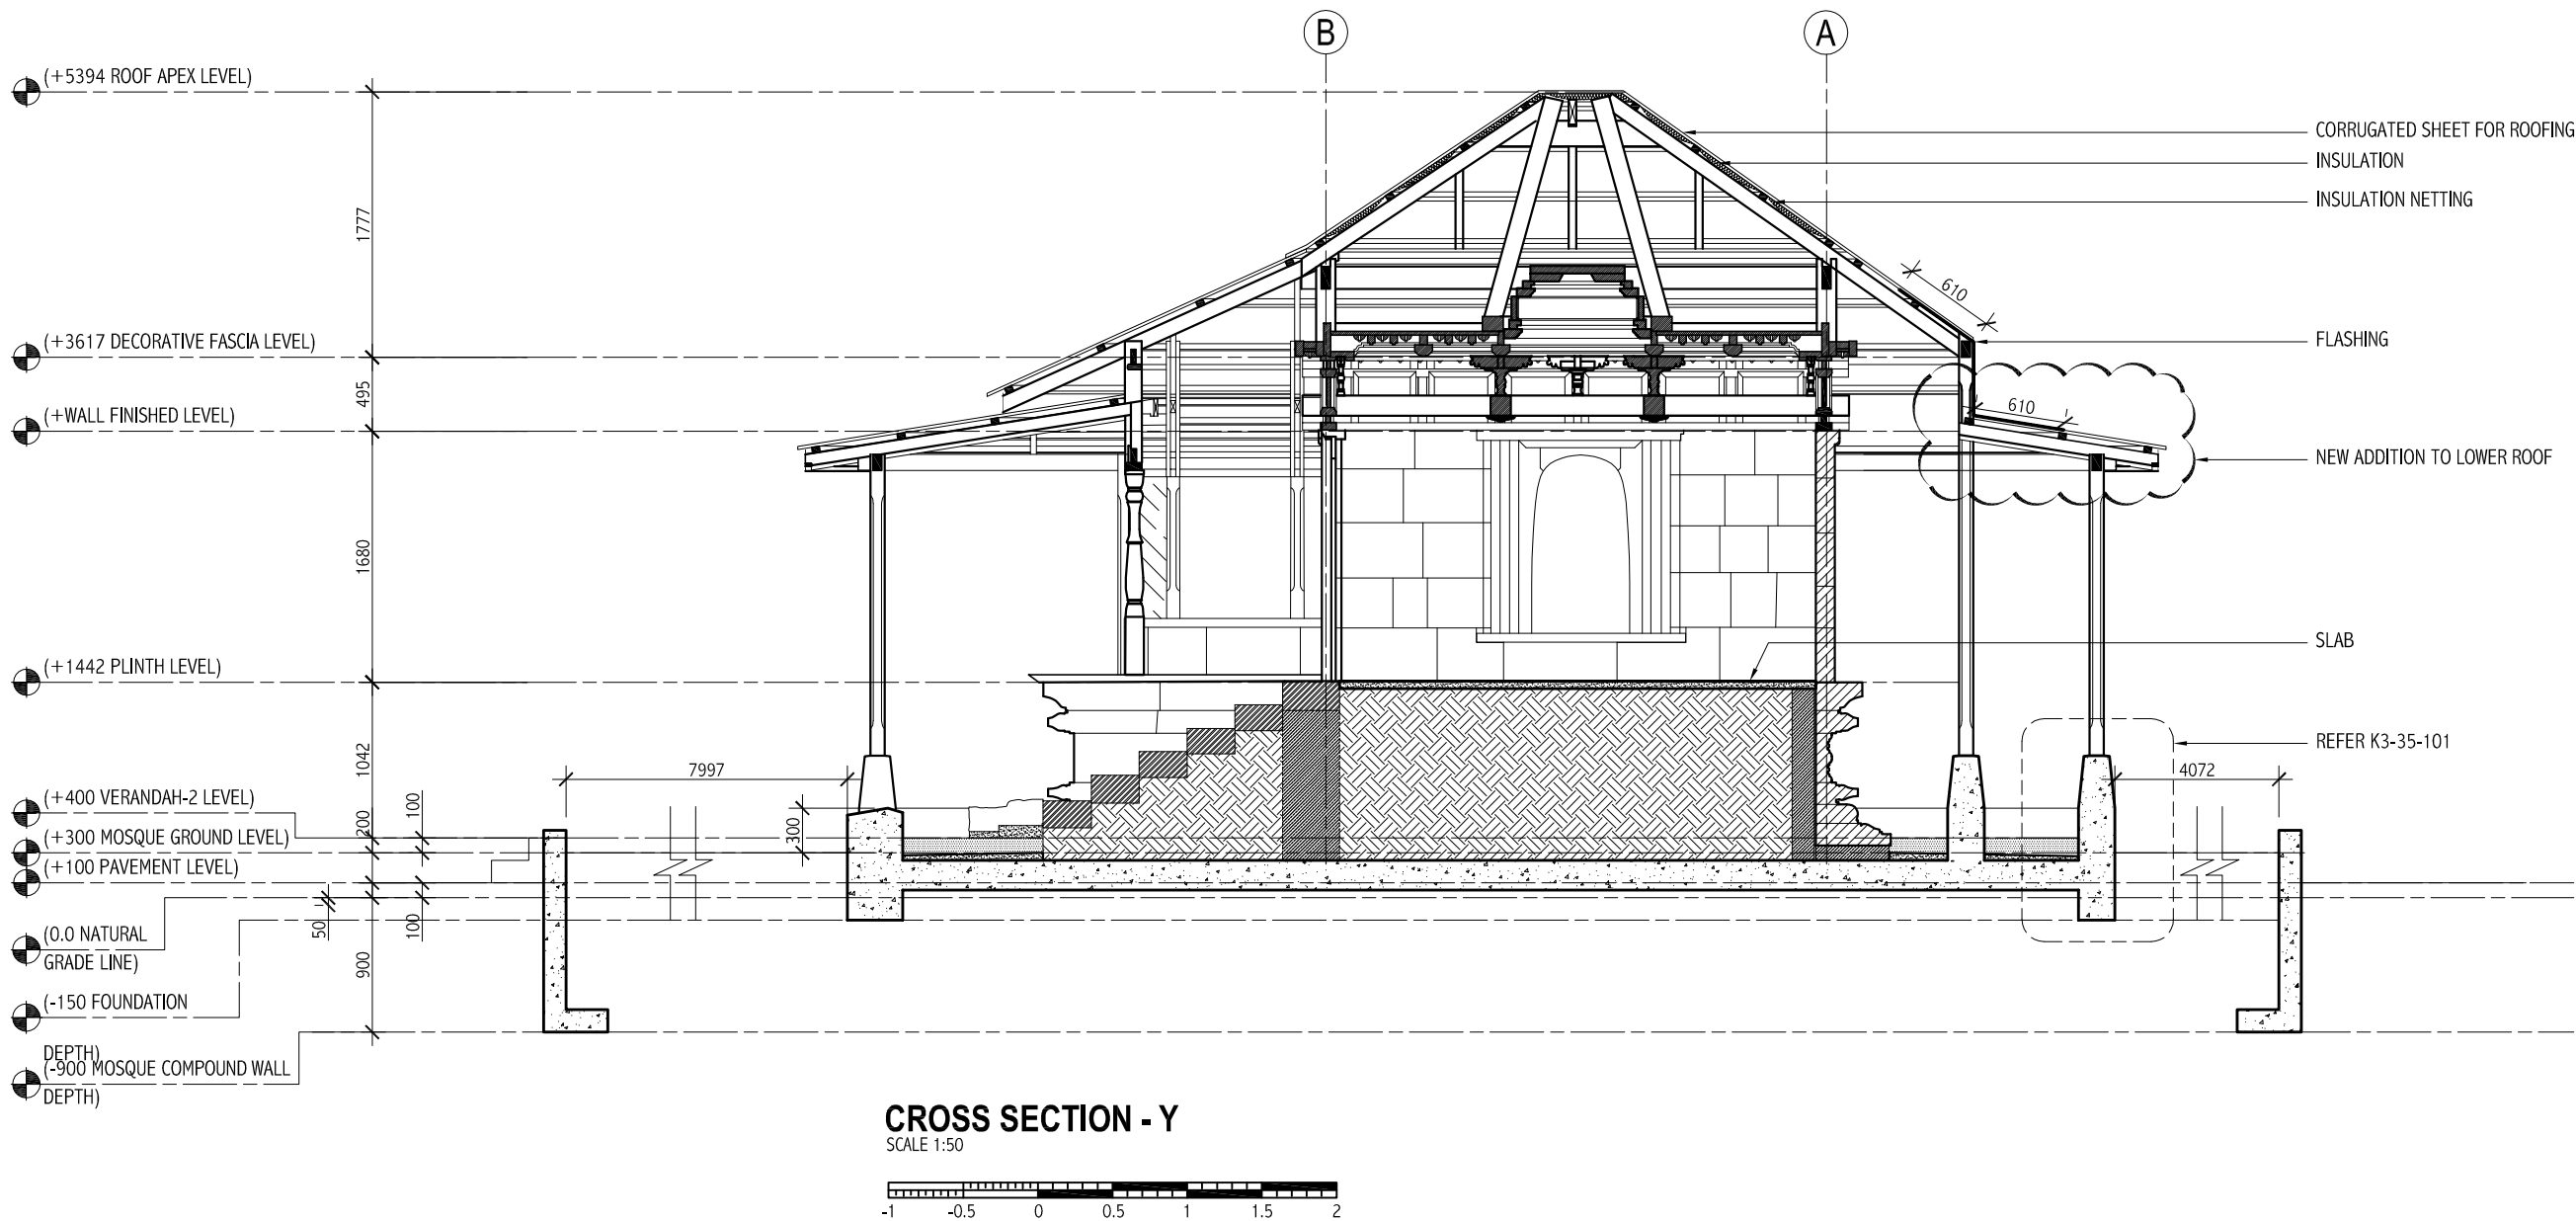 B
A
(+5394 ROOF APEX LEVEL)
CORRUGATED SHEET FOR ROOFING
INSULATION
INSULATION NETTING
1777
610
(+3617 DECORATIVE FASCIA LEVEL)
FLASHING
495
610
(+WALL FINISHED LEVEL)
NEW ADDITION TO LOWER ROOF
1680
SLAB
(+1442 PLINTH LEVEL)
REFER K3-35-101
1042
7997
4072
(+400 VERANDAH-2 LEVEL)
100
200
300
(+300 MOSQUE GROUND LEVEL)
(+100 PAVEMENT LEVEL)
50
100
(0.0 NATURAL
GRADE LINE)
900
(-150 FOUNDATION
DEPTH)
(-900 MOSQUE COMPOUND WALL
DEPTH)
CROSS SECTION - Y
SCALE 1:50
-1 -0.5 0 0.5 1 1.5 2